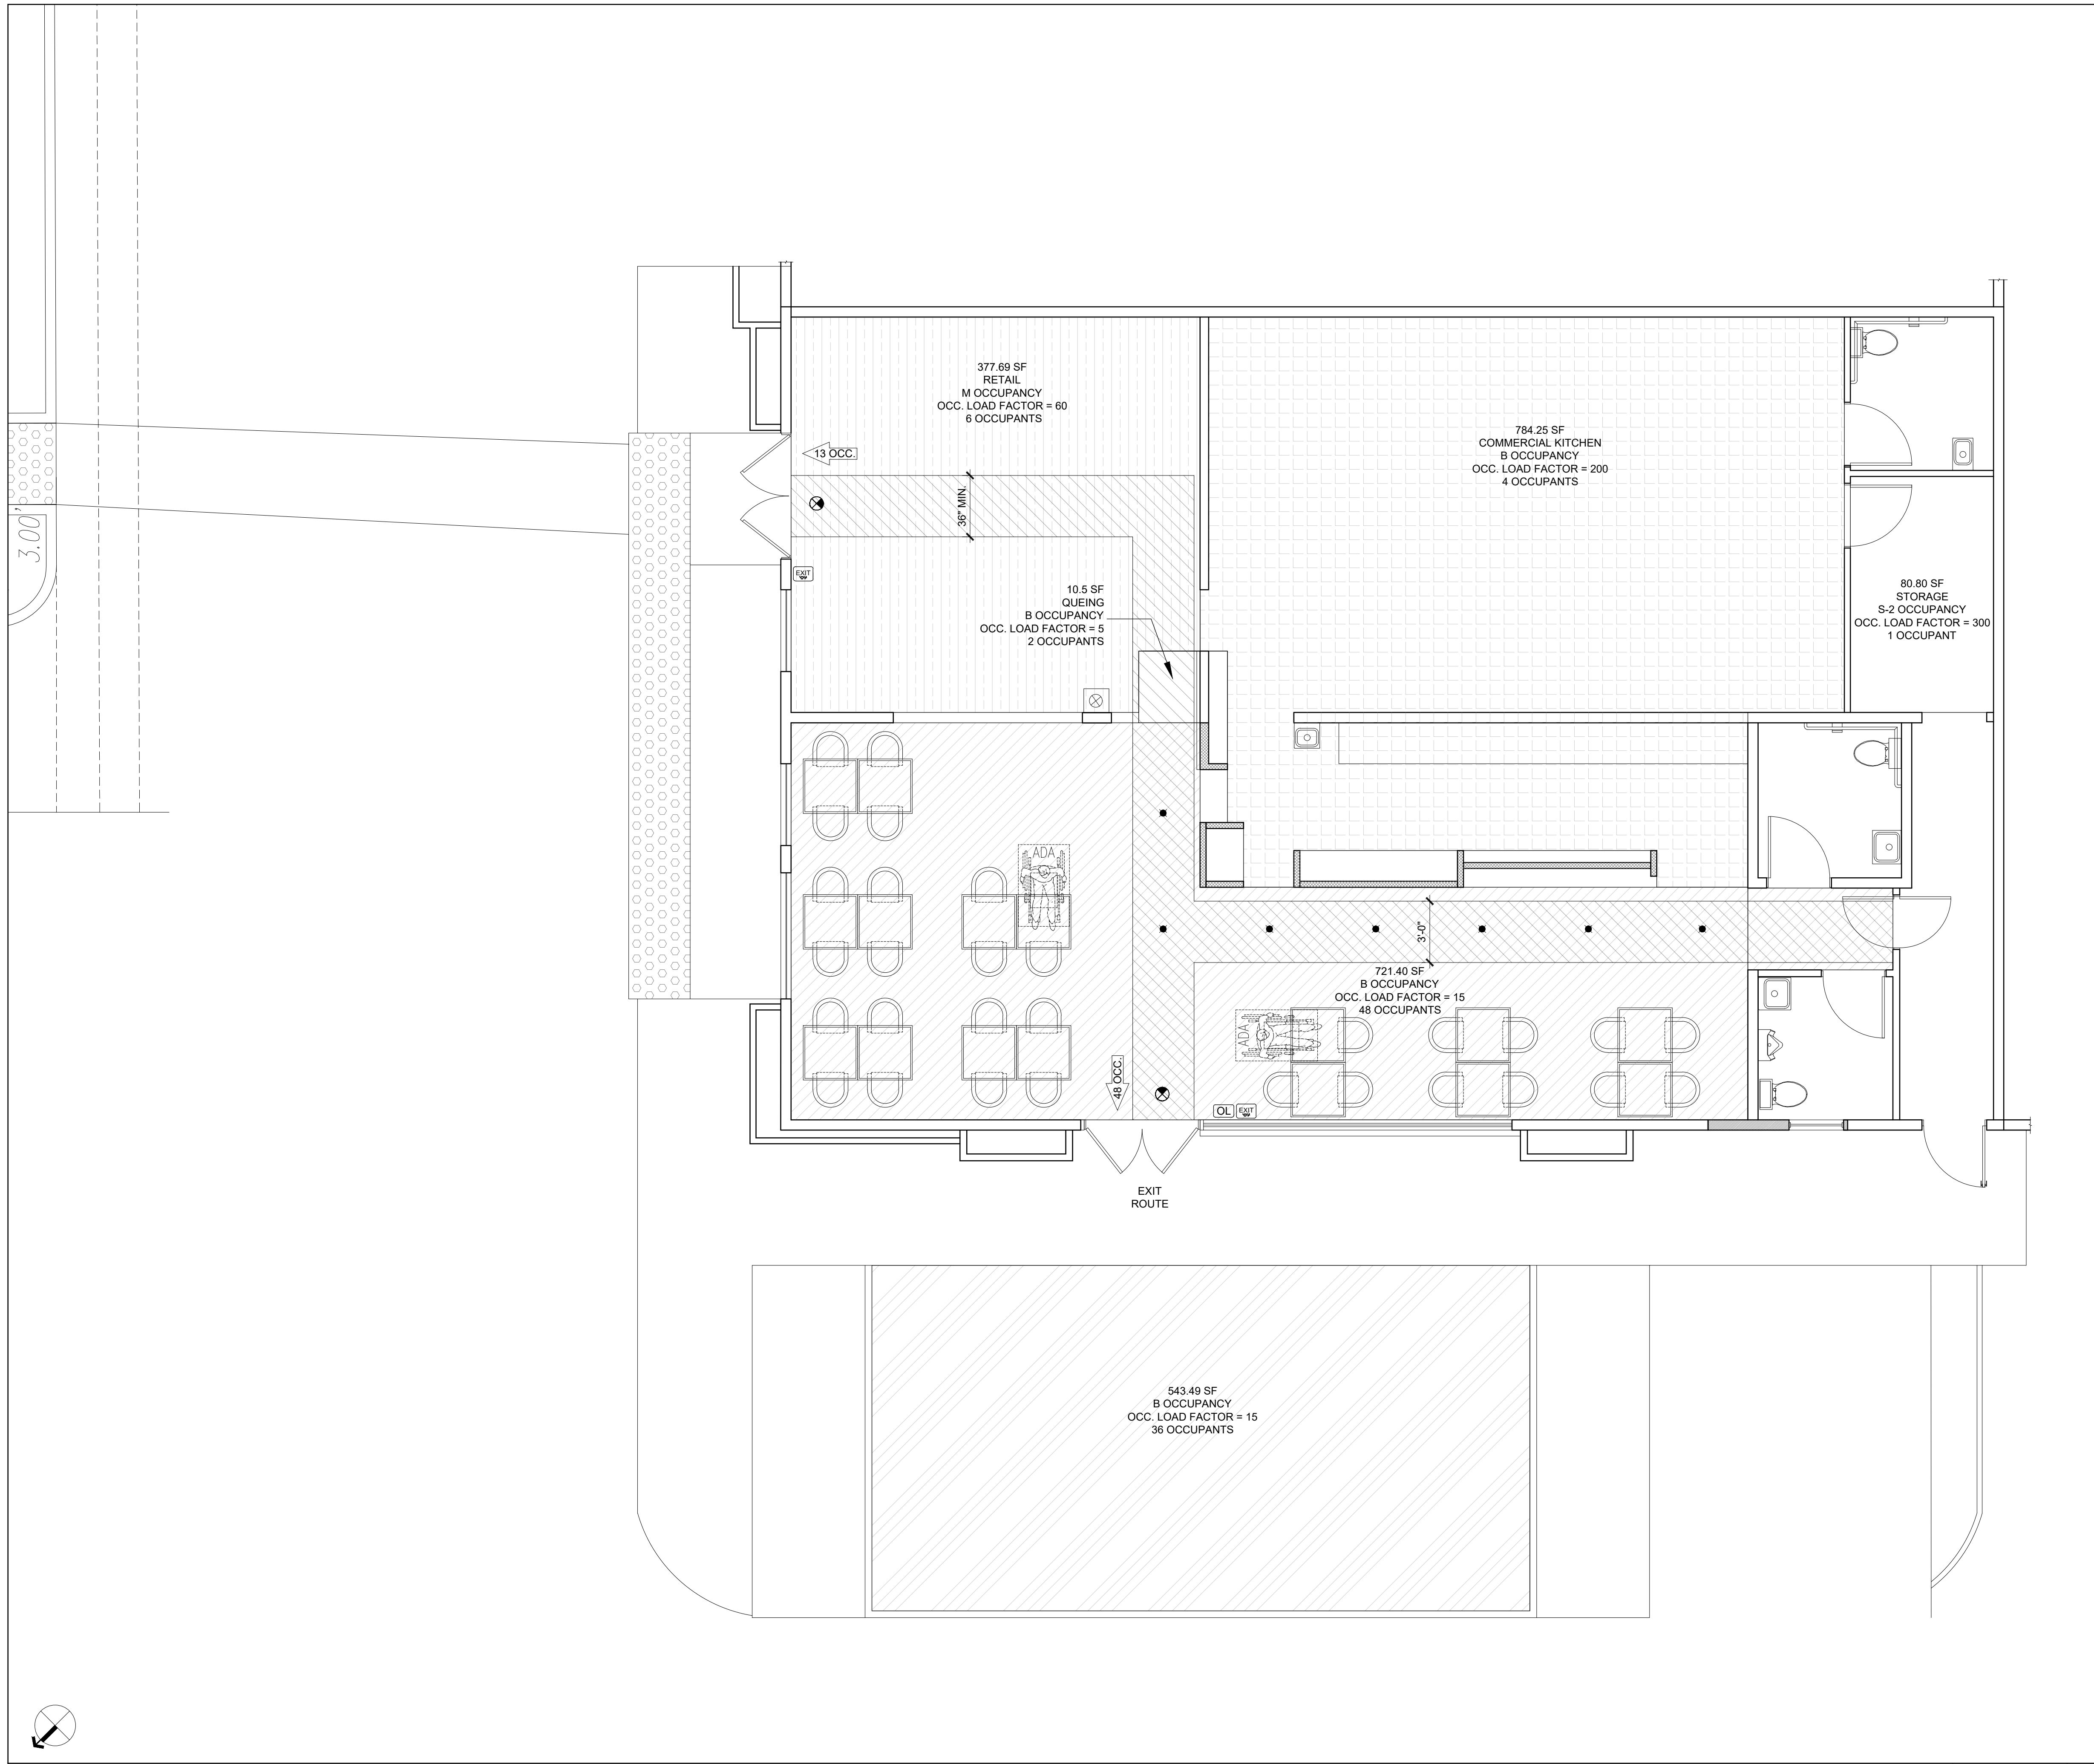 377.69 SF
RETAIL
M OCCUPANCY
OCC. LOAD FACTOR = 60
6 OCCUPANTS
784.25 SF
COMMERCIAL KITCHEN
B OCCUPANCY
OCC. LOAD FACTOR = 200
4 OCCUPANTS
13 OCC.
36" MIN.
3.00'
EXIT
10.5 SF
QUEING
B OCCUPANCY
OCC. LOAD FACTOR = 5
2 OCCUPANTS
80.80 SF
STORAGE
S-2 OCCUPANCY
OCC. LOAD FACTOR = 300
1 OCCUPANT
ADA
3'-0"
721.40 SF
B OCCUPANCY
OCC. LOAD FACTOR = 15
48 OCCUPANTS
ADA
48 OCC.
OL
EXIT
EXIT
ROUTE
543.49 SF
B OCCUPANCY
OCC. LOAD FACTOR = 15
36 OCCUPANTS